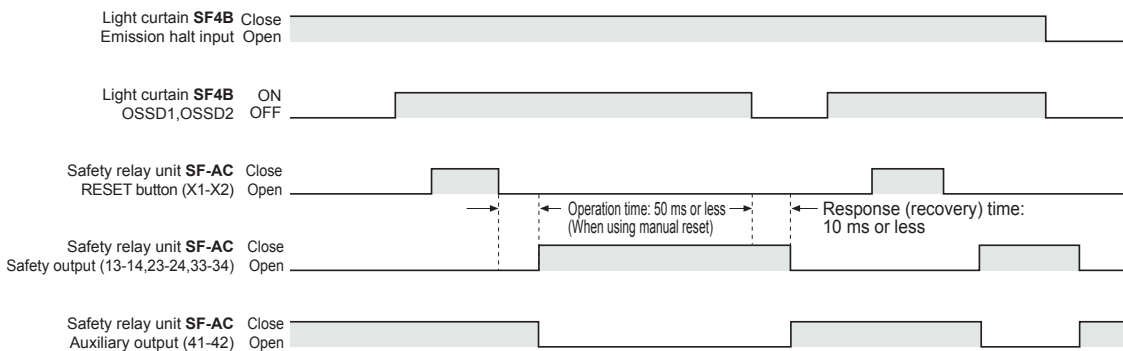 Light curtain SF4B Close
Emission halt input Open
Light curtain SF4B ON
OSSD1,OSSD2 OFF
Safety relay unit SF-AC Close
RESET button (X1-X2) Open
Operation time: 50 ms or less
(When using manual reset)
Response (recovery) time:
10 ms or less
Safety relay unit SF-AC Close
Safety output (13-14,23-24,33-34) Open
Safety relay unit SF-AC Close
Auxiliary output (41-42) Open